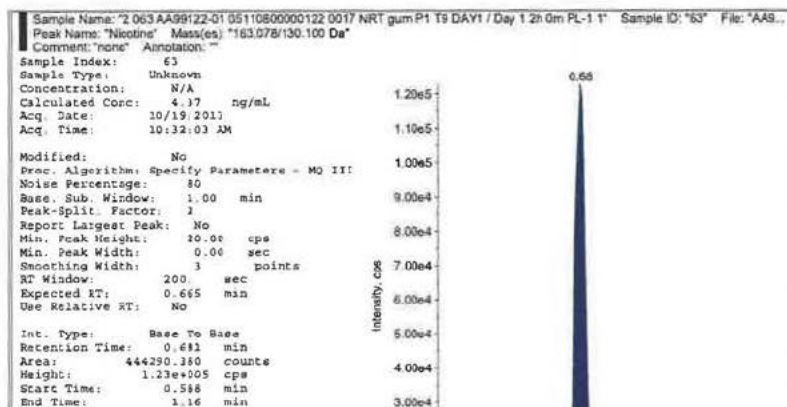 Sample Name: "2 063 AA99122-01 05110800000122 0017 NRT gum P1 T9 DAY1 / Day 1 2h 0m PL-1 1" Sample ID: "63" File: "AA9...
Peak Name: "Nicotine" Mass(es): "163.078/130.100 Da"
Comment: "none" Annotation: ""
Sample Index: 63
Sample Type: Unknown
Concentration: N/A
Calculated Conc: 4.37 ng/mL
Acq. Date: 10/19/2011
Acq. Time: 10:32:03 AM
Modified: No
Proc. Algorithm: Specify Parameters - MQ III
Noise Percentage: 80
Base. Sub. Window: 1.00 min
Peak-Split. Factor: 2
Report Largest Peak: No
Min. Peak Height: 20.00 cps
Min. Peak Width: 0.00 sec
Smoothing Width: 3 points
RT Window: 200. sec
Expected RT: 0.665 min
Use Relative RT: No
Int. Type: Base To Base
Retention Time: 0.682 min
Area: 444290.380 counts
Height: 1.23e+005 cps
Start Time: 0.588 min
End Time: 1.16 min
0.68
1.20e5
1.10e5
1.00e5
9.00e4
8.00e4
7.00e4
6.00e4
5.00e4
4.00e4
3.00e4
Intensity, cps